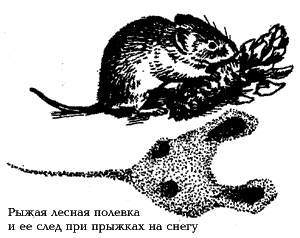 Рыжая лесная полевка
и ее след при прыжках на снегу